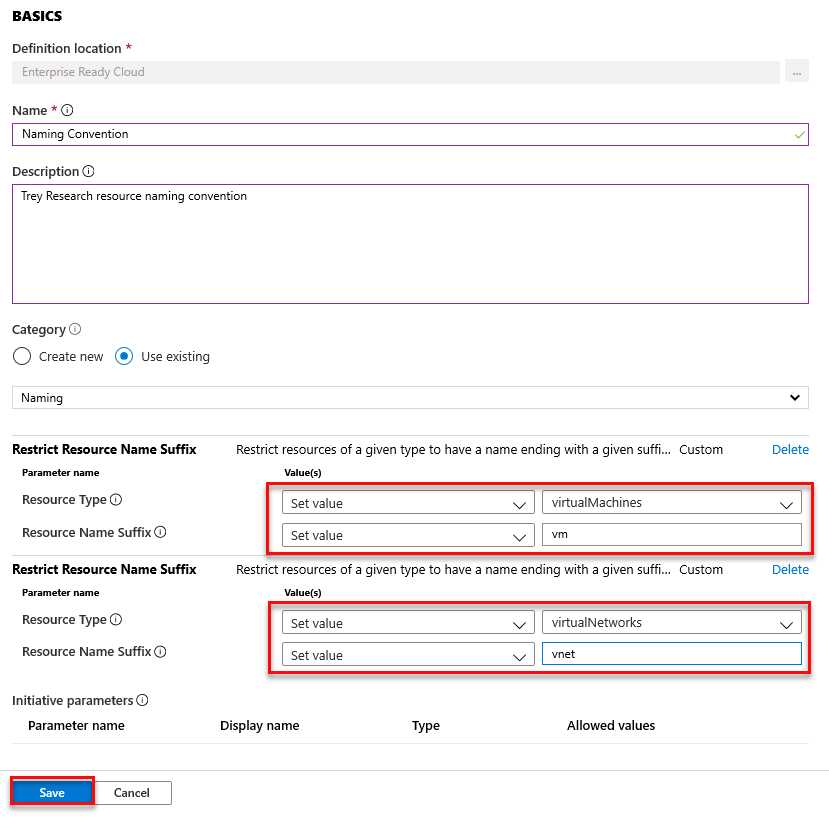 BASICS
Definition location *
Enterprise Ready Cloud
...
Name *
Naming Convention
Description
Trey Research resource naming convention
Category
Create new Use existing
Naming
Restrict Resource Name Suffix Restrict resources of a given type to have a name ending with a given suffi... Custom Delete
Parameter name Value(s)
Resource Type Set value virtualMachines
Resource Name Suffix Set value vm
Restrict Resource Name Suffix Restrict resources of a given type to have a name ending with a given suffi... Custom Delete
Parameter name Value(s)
Resource Type Set value virtualNetworks
Resource Name Suffix Set value vnet
Initiative parameters
Parameter name Display name Type Allowed values
Save Cancel